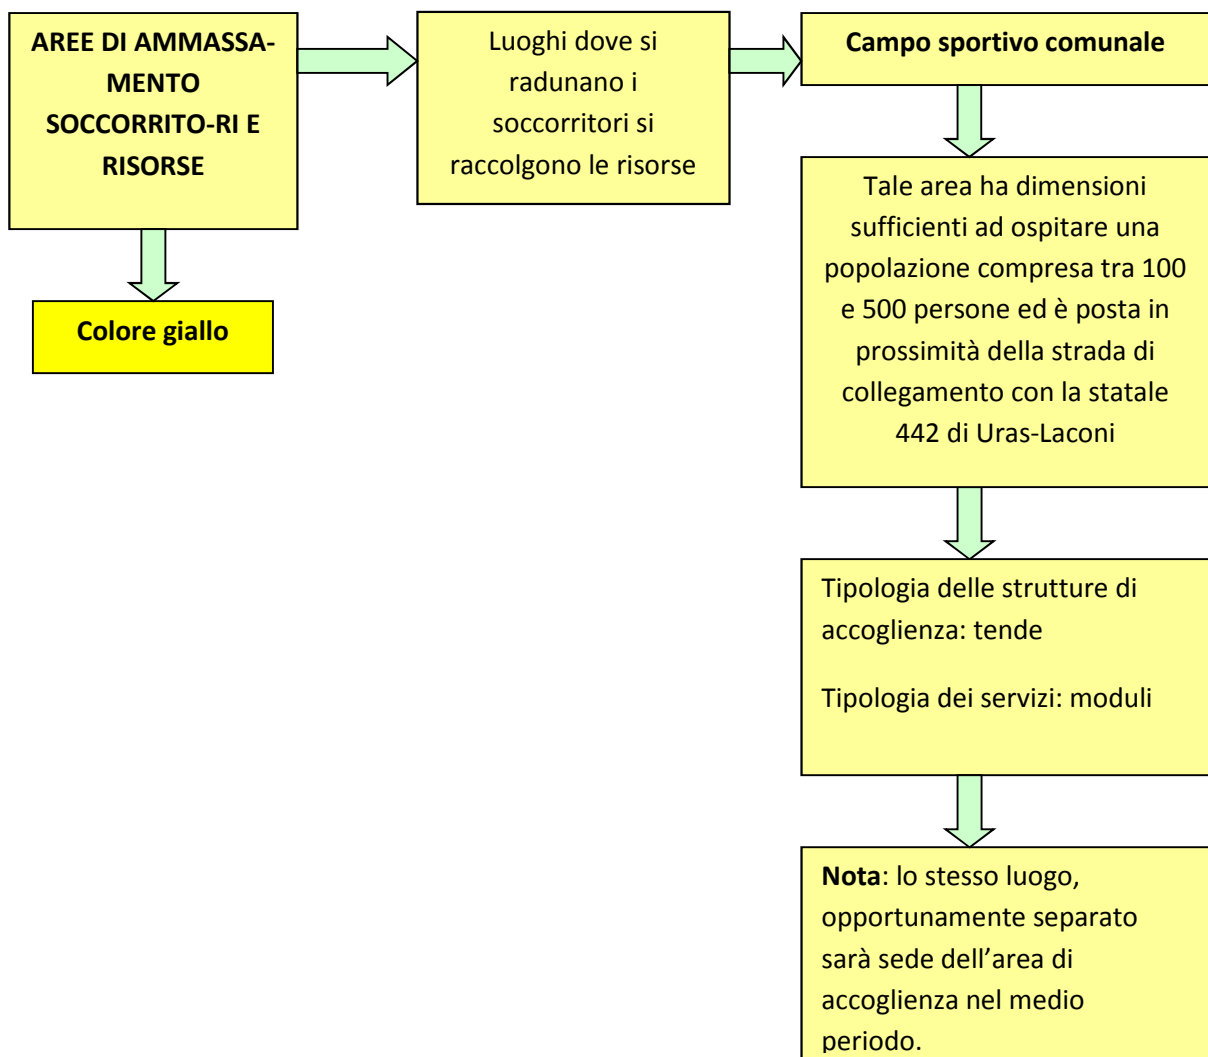 AREE DI AMMASSA-
MENTO
SOCCORRITO-RI E
RISORSE
Luoghi dove si
radunano i
soccorritori si
raccolgono le risorse
Campo sportivo comunale
Colore giallo
Tale area ha dimensioni
sufficienti ad ospitare una
popolazione compresa tra 100
e 500 persone ed è posta in
prossimità della strada di
collegamento con la statale
442 di Uras-Laconi
Tipologia delle strutture di
accoglienza: tende
Tipologia dei servizi: moduli
Nota: lo stesso luogo,
opportunamente separato
sarà sede dell’area di
accoglienza nel medio
periodo.